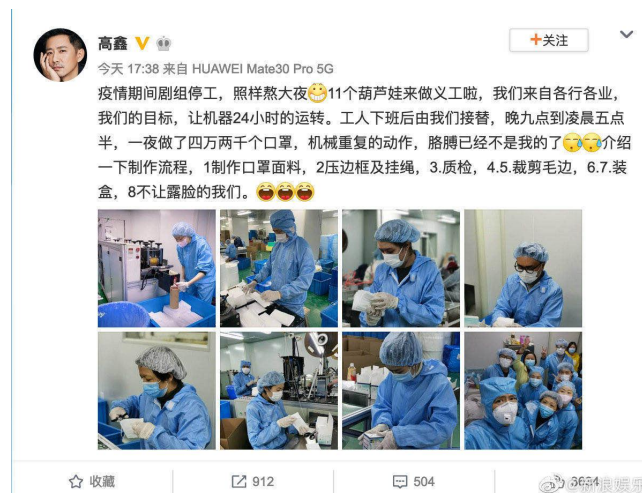 高鑫
+关注
今天 17:38 来自 HUAWEI Mate30 Pro 5G
疫情期间剧组停工，照样熬大夜😁11个葫芦娃来做义工啦，我们来自各行各业，
我们的目标，让机器24小时的运转。工人下班后由我们接替，晚九点到凌晨五点
半，一夜做了四万两千个口罩，机械重复的动作，胳膊已经不是我的了😥😥介绍
一下制作流程，1制作口罩面料，2压边框及挂绳，3.质检，4.5.裁剪毛边，6.7.装
盒，8不让露脸的我们。😄😄😄
收藏
912
504
3634
@新浪娱乐